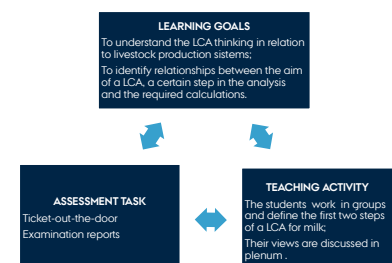 LEARNING GOALS
To understand the LCA thinking in relation
to livestock production sistems;
To identify relationships between the aim
of a LCA, a certain step in the analysis
and the required calculations.
ASSESSMENT TASK
Ticket-out-the-door
Examination reports
TEACHING ACTIVITY
The students work in groups
and define the first two steps
of a LCA for milk;
Their views are discussed in
plenum .